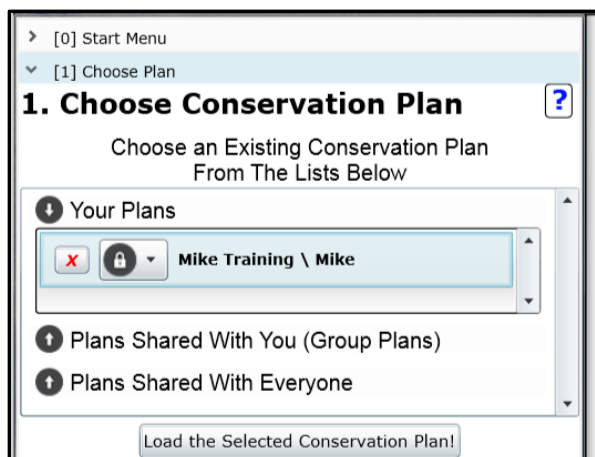 [0] Start Menu
[1] Choose Plan
1. Choose Conservation Plan
?
Choose an Existing Conservation Plan
From The Lists Below
Your Plans
x Mike Training \ Mike
Plans Shared With You (Group Plans)
Plans Shared With Everyone
Load the Selected Conservation Plan!